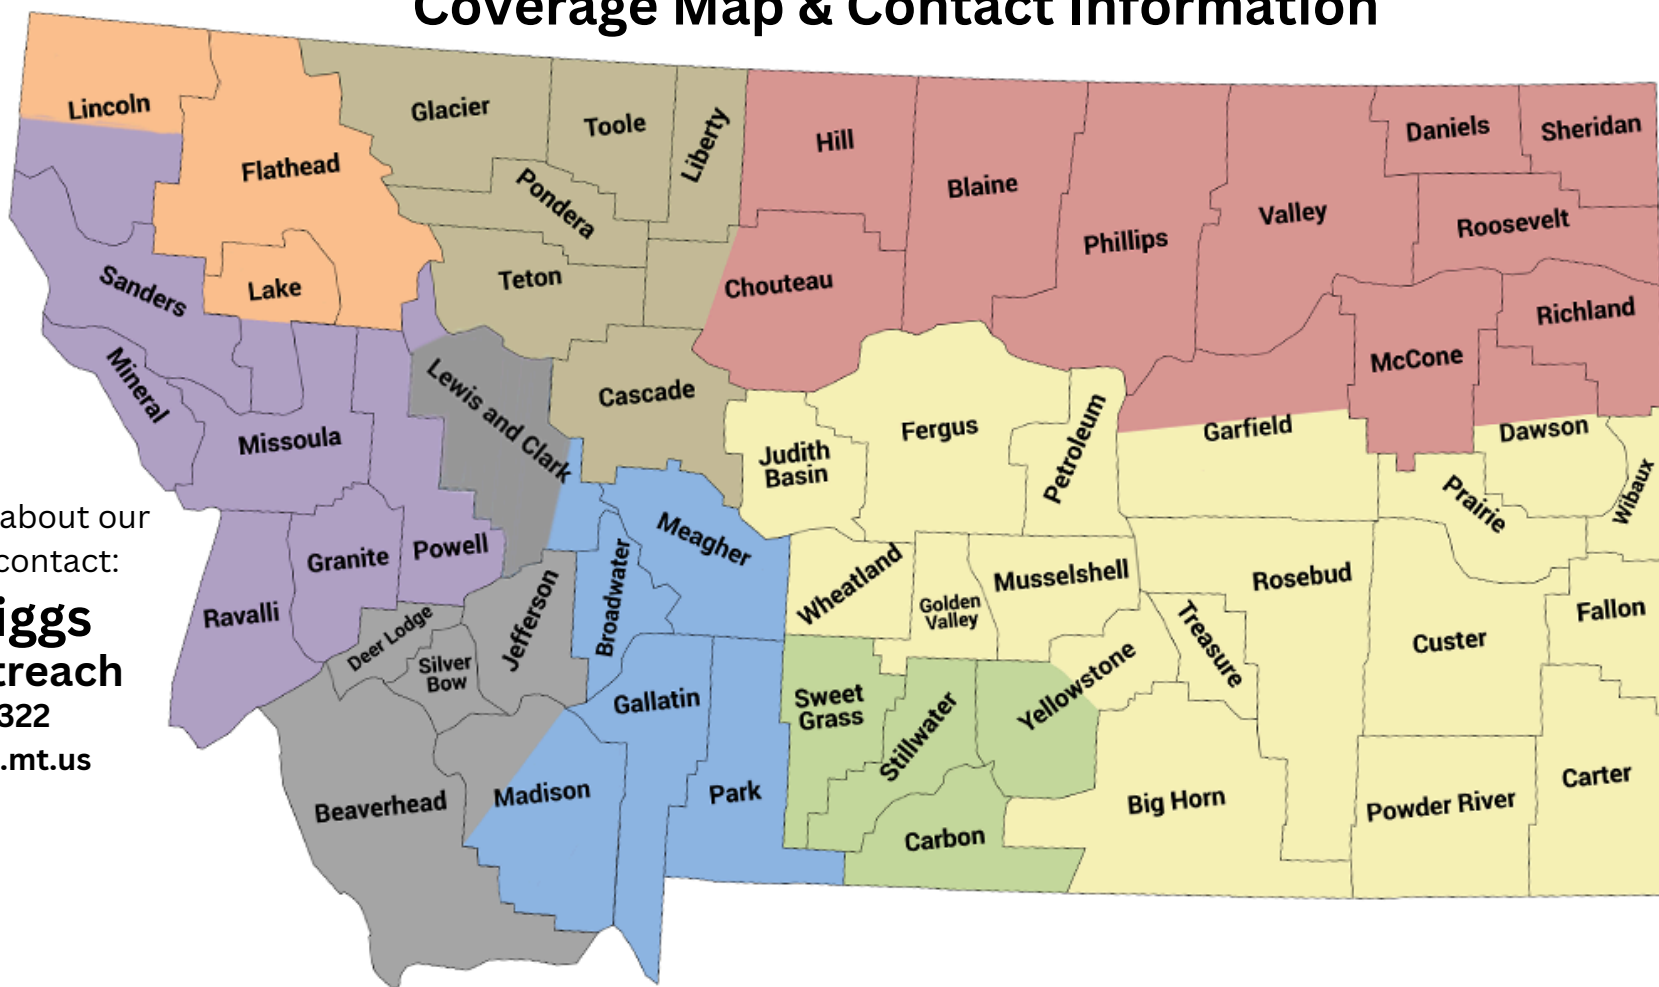 Coverage Map & Contact Information
Lincoln
Flathead
Glacier
Toole
Liberty
Hill
Blaine
Phillips
Valley
Daniels
Sheridan
Roosevelt
Pondera
Teton
Chouteau
Sanders
Lake
Richland
McCone
Mineral
Missoula
Lewis and Clark
Cascade
Judith
Basin
Fergus
Petroleum
Garfield
Dawson
Prairie
Wibaux
about our
contact:
iggs
treach
322
.mt.us
Ravalli
Granite
Powell
Deer Lodge
Silver
Bow
Jefferson
Broadwater
Meagher
Wheatland
Golden
Valley
Musselshell
Treasure
Rosebud
Custer
Fallon
Beaverhead
Madison
Gallatin
Park
Sweet
Grass
Stillwater
Yellowstone
Carbon
Big Horn
Powder River
Carter